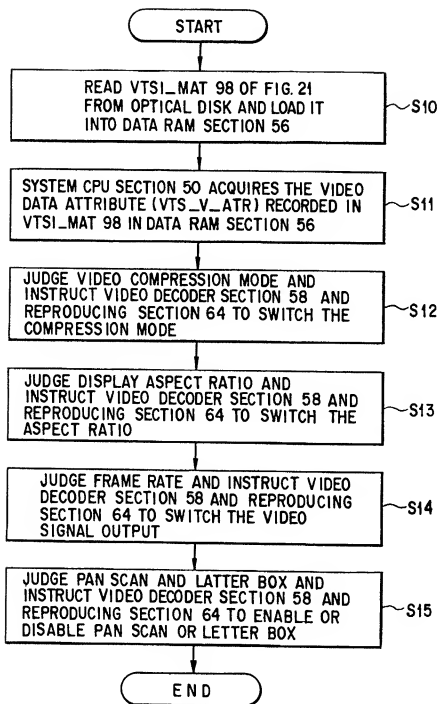 START
READ VTSI_MAT 98 OF FIG. 21
FROM OPTICAL DISK AND LOAD IT
INTO DATA RAM SECTION 56
S10
SYSTEM CPU SECTION 50 ACQUIRES THE VIDEO
DATA ATTRIBUTE (VTS_V_ATR) RECORDED IN
VTSI_MAT 98 IN DATA RAM SECTION 56
S11
JUDGE VIDEO COMPRESSION MODE AND
INSTRUCT VIDEO DECODER SECTION 58 AND
REPRODUCING SECTION 64 TO SWITCH THE
COMPRESSION MODE
S12
JUDGE DISPLAY ASPECT RATIO AND
INSTRUCT VIDEO DECODER SECTION 58 AND
REPRODUCING SECTION 64 TO SWITCH THE
ASPECT RATIO
S13
JUDGE FRAME RATE AND INSTRUCT VIDEO
DECODER SECTION 58 AND REPRODUCING
SECTION 64 TO SWITCH THE VIDEO
SIGNAL OUTPUT
S14
JUDGE PAN SCAN AND LATTER BOX AND
INSTRUCT VIDEO DECODER SECTION 58 AND
REPRODUCING SECTION 64 TO ENABLE OR
DISABLE PAN SCAN OR LETTER BOX
S15
END